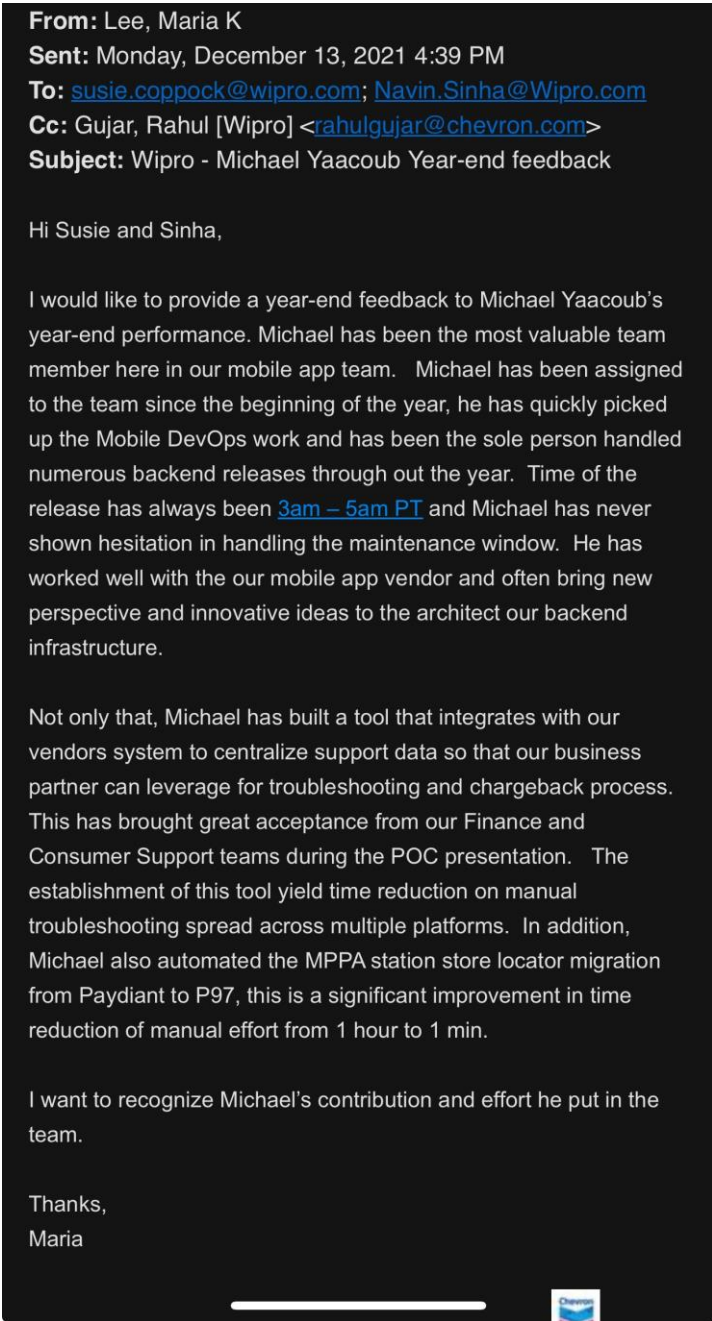 From: Lee, Maria K
Sent: Monday, December 13, 2021 4:39 PM
To: susie.coppock@wipro.com; Navin.Sinha@Wipro.com
Cc: Gujar, Rahul [Wipro] <rahulgujar@chevron.com>
Subject: Wipro - Michael Yaacoub Year-end feedback
Hi Susie and Sinha,
I would like to provide a year-end feedback to Michael Yaacoub's
year-end performance. Michael has been the most valuable team
member here in our mobile app team.   Michael has been assigned
to the team since the beginning of the year, he has quickly picked
up the Mobile DevOps work and has been the sole person handled
numerous backend releases through out the year.  Time of the
release has always been 3am – 5am PT and Michael has never
shown hesitation in handling the maintenance window.  He has
worked well with the our mobile app vendor and often bring new
perspective and innovative ideas to the architect our backend
infrastructure.
Not only that, Michael has built a tool that integrates with our
vendors system to centralize support data so that our business
partner can leverage for troubleshooting and chargeback process.
This has brought great acceptance from our Finance and
Consumer Support teams during the POC presentation.   The
establishment of this tool yield time reduction on manual
troubleshooting spread across multiple platforms.  In addition,
Michael also automated the MPPA station store locator migration
from Paydiant to P97, this is a significant improvement in time
reduction of manual effort from 1 hour to 1 min.
I want to recognize Michael's contribution and effort he put in the
team.
Thanks,
Maria
Chevron